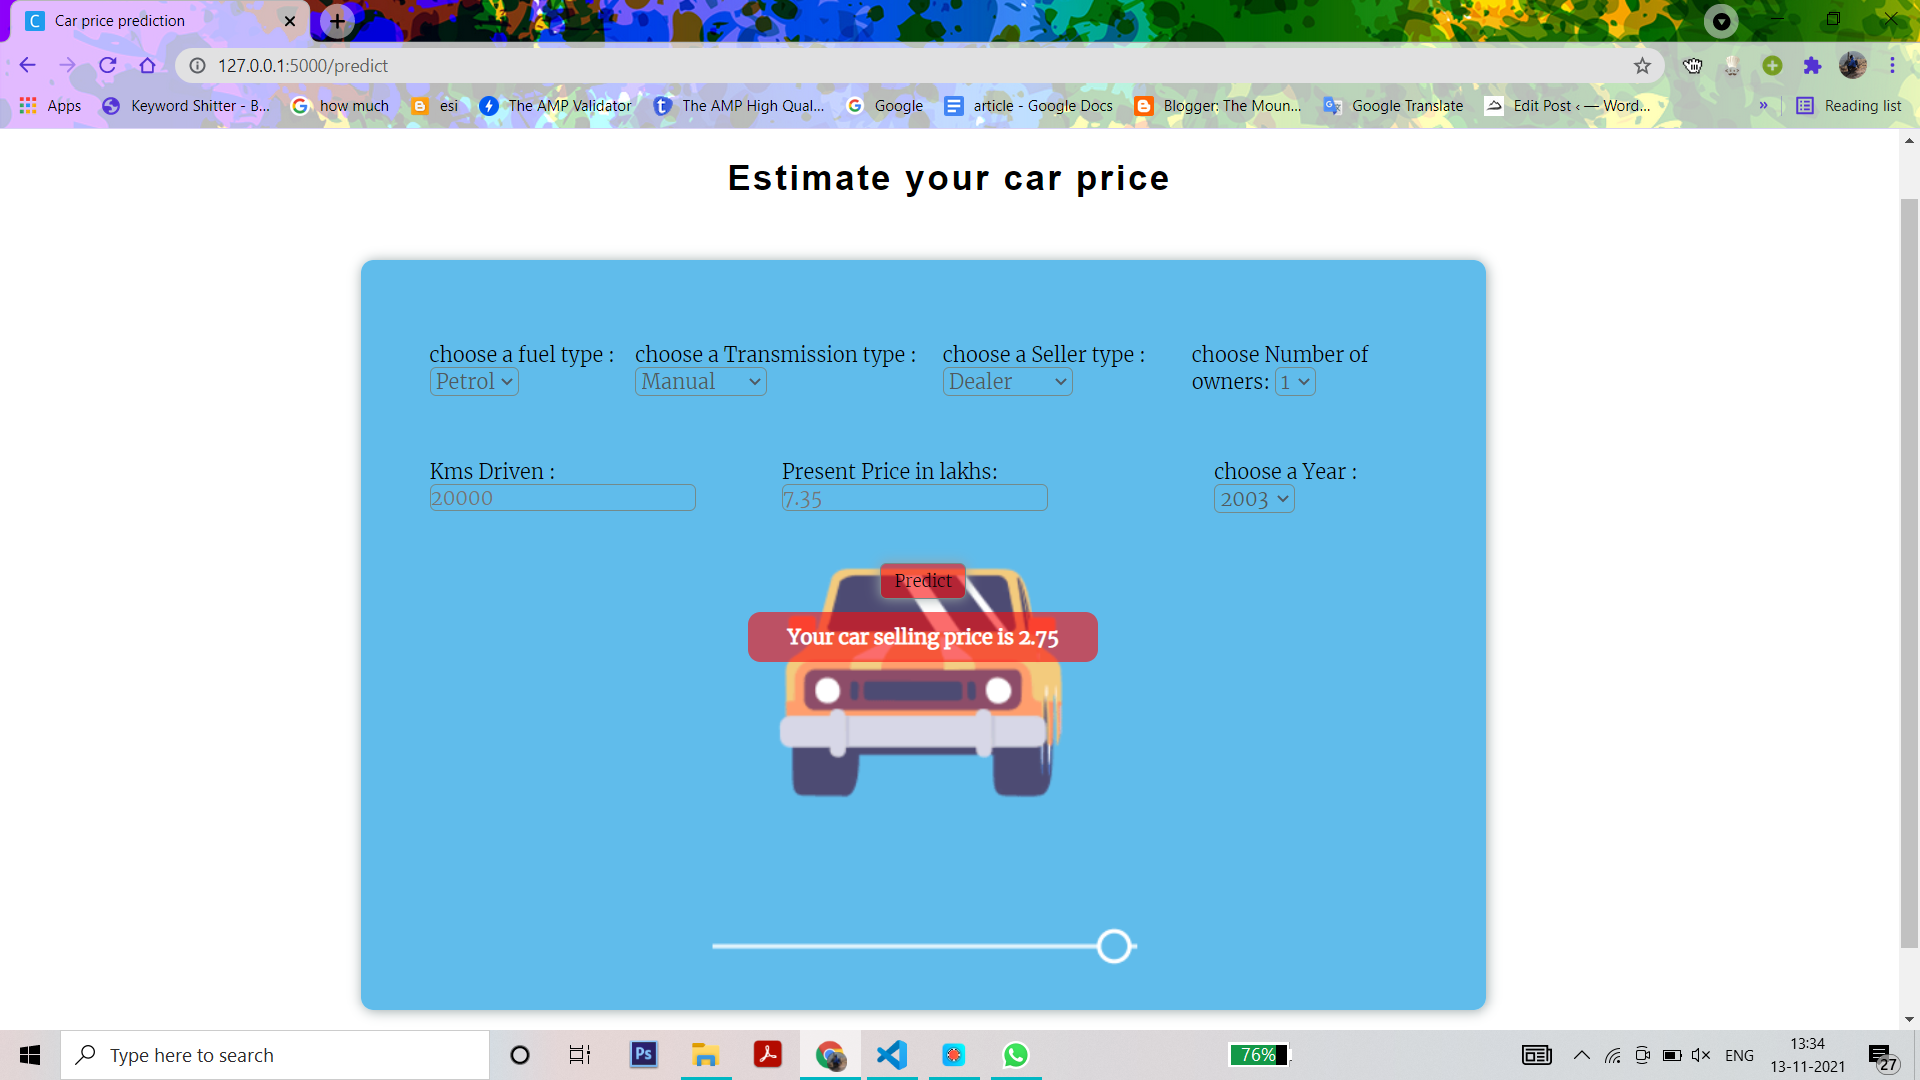 C Car price prediction
127.0.0.1:5000/predict
Apps Keyword Shitter - B... how much esi The AMP Validator The AMP High Qual... Google article - Google Docs Blogger: The Moun... Google Translate Edit Post ‹ — Word... » Reading list
Estimate your car price
choose a fuel type : choose a Transmission type : choose a Seller type : choose Number of
Petrol Manual Dealer owners: 1
Kms Driven : Present Price in lakhs: choose a Year :
20000 7.35 2003
Predict
Your car selling price is 2.75
Type here to search
Ps
76%
ENG
13:34
13-11-2021
27